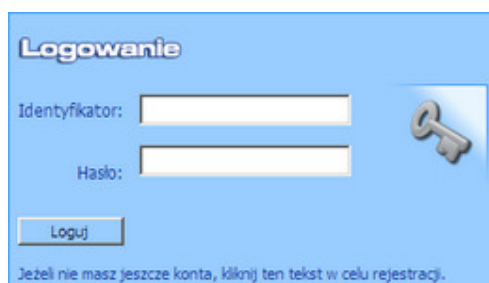 Logowanie
Identyfikator:
Hasło:
Loguj
Jeżeli nie masz jeszcze konta, kliknij ten tekst w celu rejestracji.